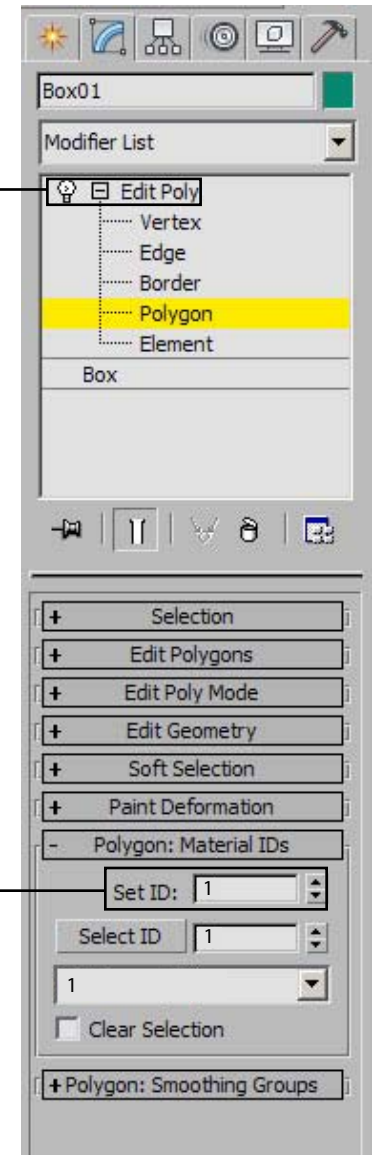 Box01
Modifier List
Edit Poly
Vertex
Edge
Border
Polygon
Element
Box
+ Selection
+ Edit Polygons
+ Edit Poly Mode
+ Edit Geometry
+ Soft Selection
+ Paint Deformation
- Polygon: Material IDs
Set ID: 1
Select ID 1
1
Clear Selection
+ Polygon: Smoothing Groups